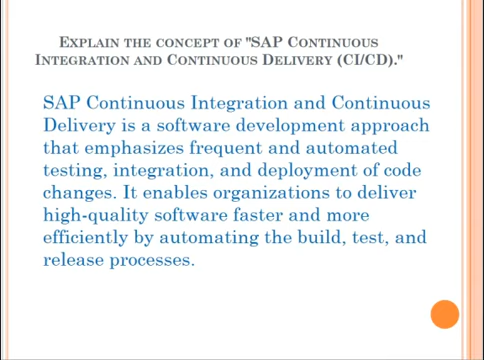 EXPLAIN THE CONCEPT OF "SAP CONTINUOUS
INTEGRATION AND CONTINUOUS DELIVERY (CI/CD)."
SAP Continuous Integration and Continuous
Delivery is a software development approach
that emphasizes frequent and automated
testing, integration, and deployment of code
changes. It enables organizations to deliver
high-quality software faster and more
efficiently by automating the build, test, and
release processes.